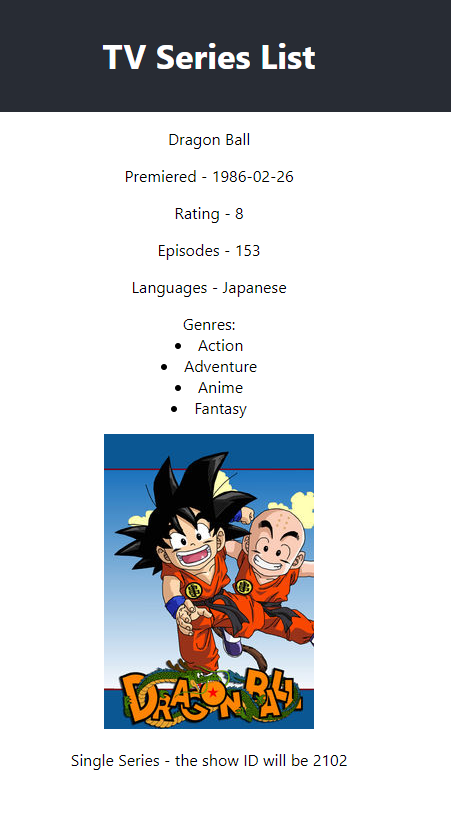 TV Series List
Dragon Ball
Premiered - 1986-02-26
Rating - 8
Episodes - 153
Languages - Japanese
Genres:
Action
Adventure
Anime
Fantasy
DRAGON BALL
Single Series - the show ID will be 2102